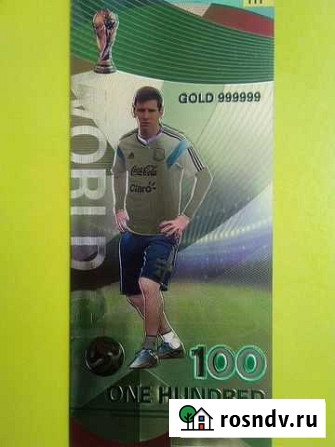 GOLD 999999
WORLD
Coca-Cola
Claro
100
ONE HUNDRED
rosndv.ru